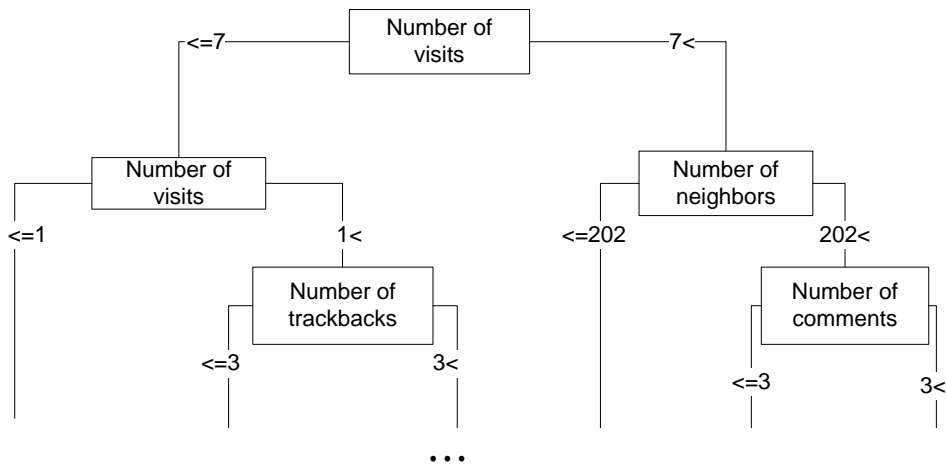 Number of
visits
<=7
7<
Number of
visits
Number of
neighbors
<=1
1<
<=202
202<
Number of
trackbacks
Number of
comments
<=3
3<
<=3
3<
...